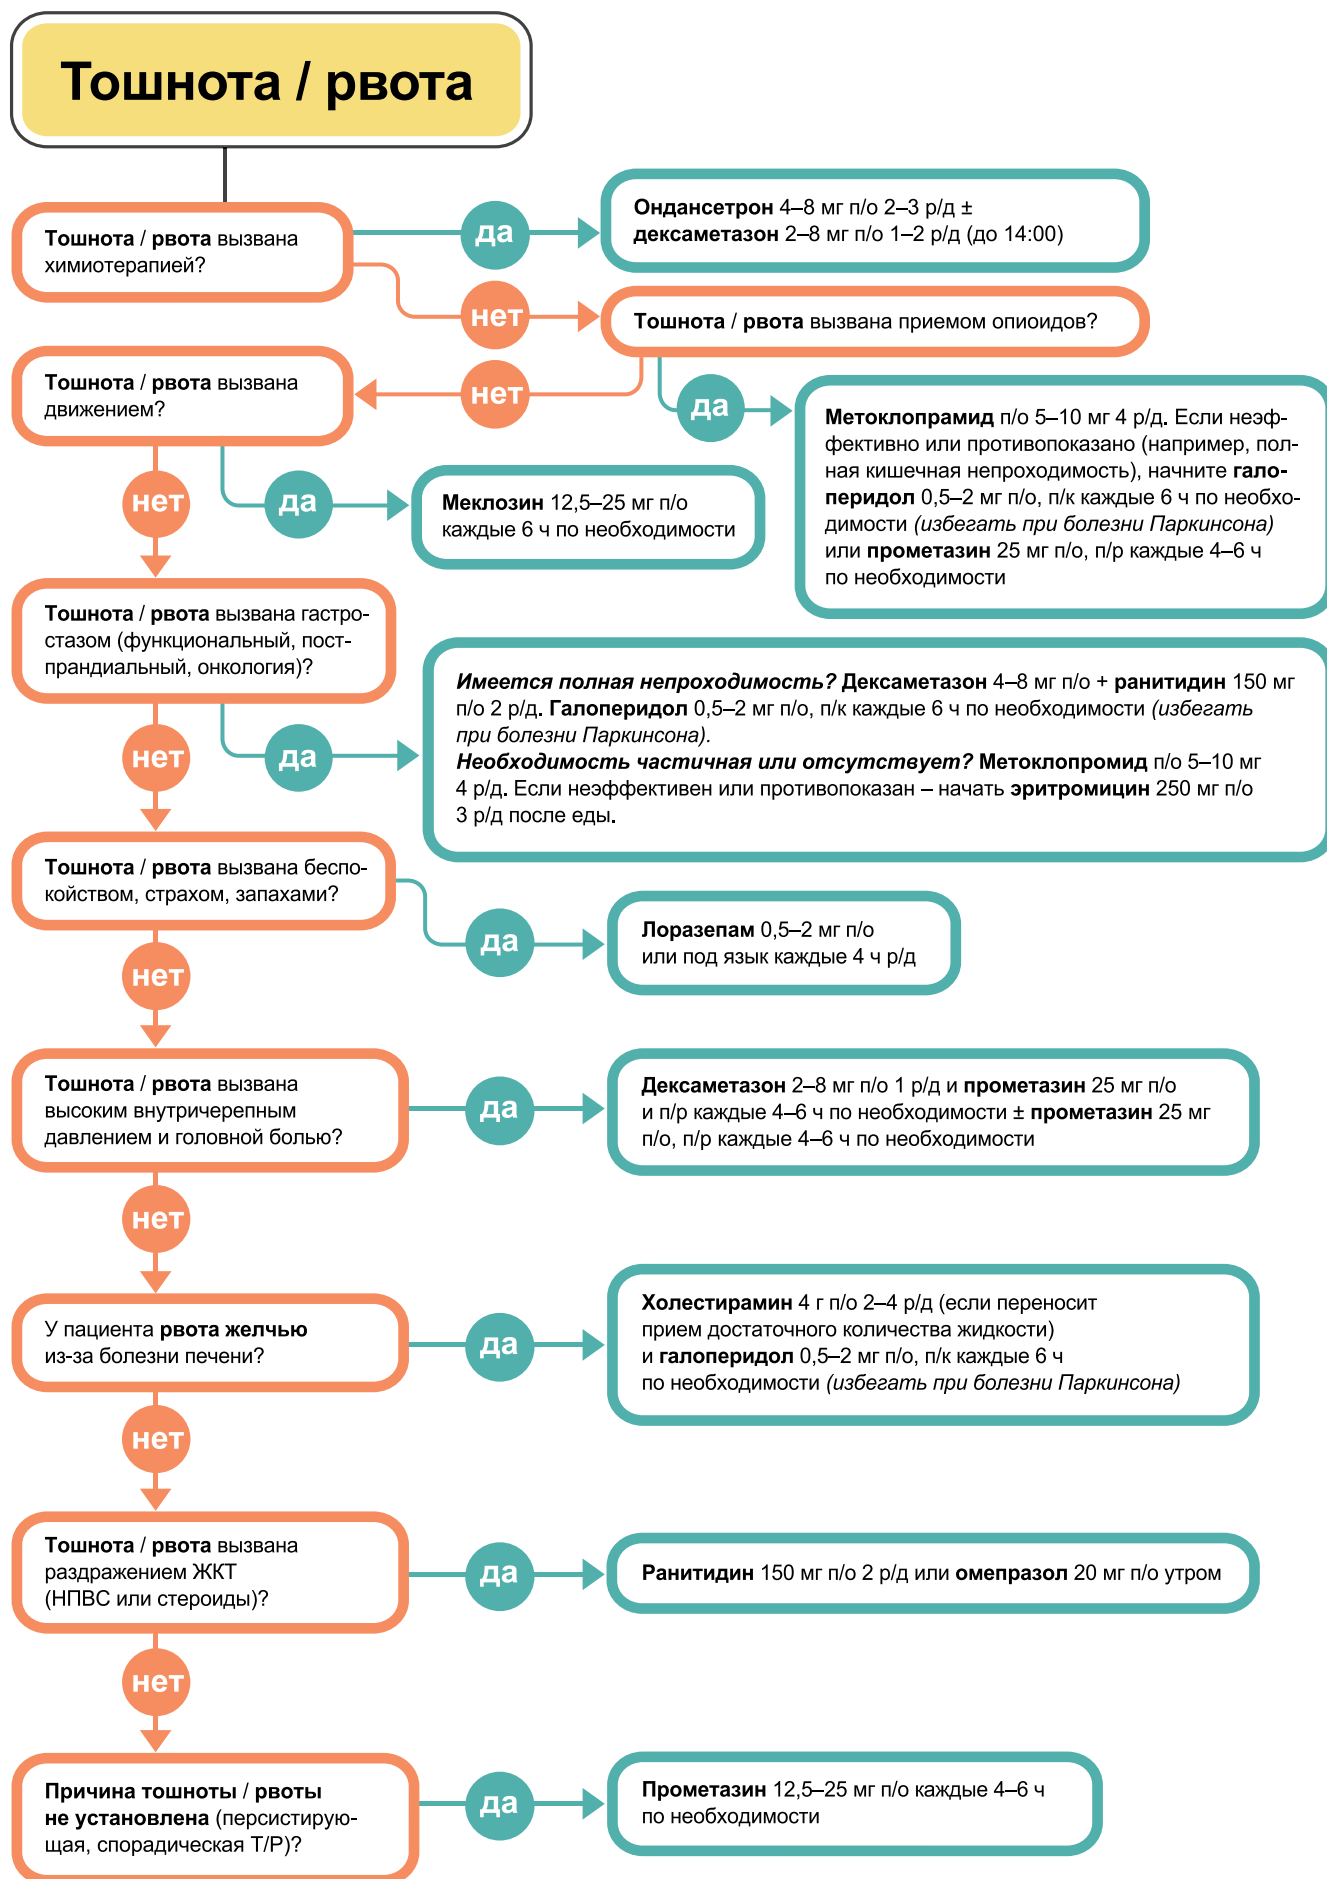 Тошнота / рвота
Тошнота / рвота вызвана
химиотерапией?
да
Ондансетрон 4–8 мг п/о 2–3 р/д ±
дексаметазон 2–8 мг п/о 1–2 р/д (до 14:00)
нет
Тошнота / рвота вызвана приемом опиоидов?
нет
Тошнота / рвота вызвана
движением?
да
Метоклопрамид п/о 5–10 мг 4 р/д. Если неэф-
фективно или противопоказано (например, пол-
ная кишечная непроходимость), начните гало-
перидол 0,5–2 мг п/о, п/к каждые 6 ч по необхо-
димости (избегать при болезни Паркинсона)
или прометазин 25 мг п/о, п/р каждые 4–6 ч
по необходимости
нет
да
Меклозин 12,5–25 мг п/о
каждые 6 ч по необходимости
Тошнота / рвота вызвана гастро-
стазом (функциональный, пост-
прандиальный, онкология)?
нет
да
Имеется полная непроходимость? Дексаметазон 4–8 мг п/о + ранитидин 150 мг
п/о 2 р/д. Галоперидол 0,5–2 мг п/о, п/к каждые 6 ч по необходимости (избегать
при болезни Паркинсона).
Необходимость частичная или отсутствует? Метоклопромид п/о 5–10 мг
4 р/д. Если неэффективен или противопоказан – начать эритромицин 250 мг п/о
3 р/д после еды.
Тошнота / рвота вызвана беспо-
койством, страхом, запахами?
да
Лоразепам 0,5–2 мг п/о
или под язык каждые 4 ч р/д
нет
Тошнота / рвота вызвана
высоким внутричерепным
давлением и головной болью?
да
Дексаметазон 2–8 мг п/о 1 р/д и прометазин 25 мг п/о
и п/р каждые 4–6 ч по необходимости ± прометазин 25 мг
п/о, п/р каждые 4–6 ч по необходимости
нет
У пациента рвота желчью
из-за болезни печени?
да
Холестирамин 4 г п/о 2–4 р/д (если переносит
прием достаточного количества жидкости)
и галоперидол 0,5–2 мг п/о, п/к каждые 6 ч
по необходимости (избегать при болезни Паркинсона)
нет
Тошнота / рвота вызвана
раздражением ЖКТ
(НПВС или стероиды)?
да
Ранитидин 150 мг п/о 2 р/д или омепразол 20 мг п/о утром
нет
Причина тошноты / рвоты
не установлена (персистирую-
щая, спорадическая Т/Р)?
да
Прометазин 12,5–25 мг п/о каждые 4–6 ч
по необходимости